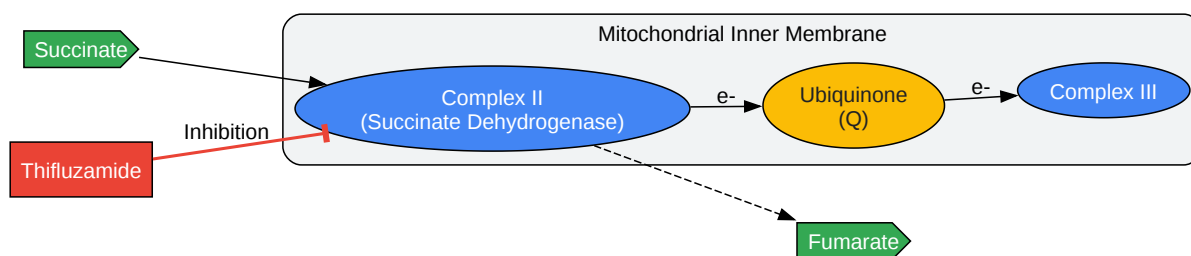 Mitochondrial Inner Membrane
Succinate
Complex II
(Succinate Dehydrogenase)
e-
Ubiquinone
(Q)
e-
Complex III
Inhibition
Thifluzamide
Fumarate